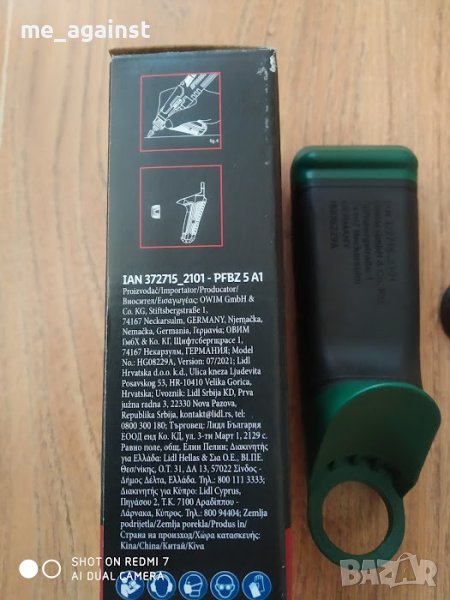 me_against
IAN 372715_2101 - PFBZ 5 A1
Proizvođač/Importator/Producator/
Вносител/Εισαγωγέας: OWIM GmbH &
Co. KG, Stiftsbergstraße 1,
74167 Neckarsulm, GERMANY, Njemačka,
Nemačka, Germania, Германия; ОВИМ
ГмбХ & Ко. КГ, Щифтсбергщрасе 1,
74167 Некарзулм, ГЕРМАНИЯ Model
No.: HG08229A, Version: 07/2021; Lidl
Hrvatska d.o.o. k.d., Ulica kneza Ljudevita
Posavskog 53, HR-10410 Velika Gorica,
Hrvatska; Uvoznik: Lidl Srbija KD, Prva
južna radna 3, 22330 Nova Pazova,
Republika Srbija, kontakt@lidl.rs, tel:
0800 300 180; Търговец: Лидл България
ЕООД енд Ко. КД, ул. 3-ти Март 1, 2129 с.
Равно поле, общ. Елин Пелин; Διακινητής
για Ελλάδα: Lidl Hellas & Σια Ο.Ε., ΒΙ.ΠΕ.
Θεσ/νίκης, Ο.Τ. 31, ΔΑ 13, 57022 Σίνδος -
Δήμος Δέλτα, Ελλάδα. Τηλ.: 800 111 3333;
Διακινητής για Κύπρο: Lidl Cyprus,
Πηγάσου 2, Τ.Κ. 7100 Αραδίππου -
Λάρνακα, Κύπρος. Τηλ.: 800 94404; Zemlja
podrijetla/Zemlja porekla/Produs în/
Страна на произход/Χώρα κατασκευής:
Kina/China/Китай/Κίνα
IAN 372715_2101
HG08229A
SHOT ON REDMI 7
AI DUAL CAMERA
BAZAR